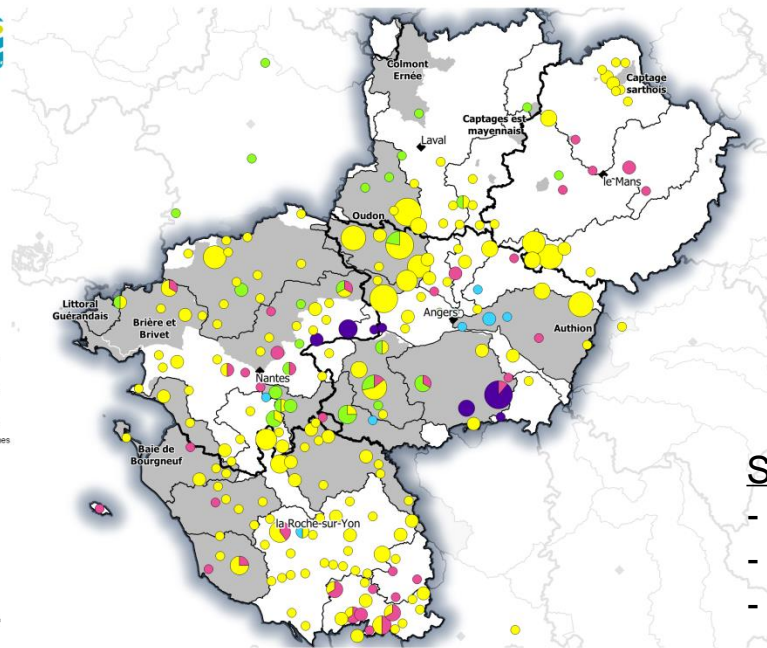 Colmont
Ernée
Captage
sarthois
Captages est
mayennais
Laval
le Mans
Oudon
Littoral
Guérandais
Brière et
Brivet
Angers
Authion
Nantes
Baie de
Bourgneuf
la Roche-sur-Yon
S
-
-
-